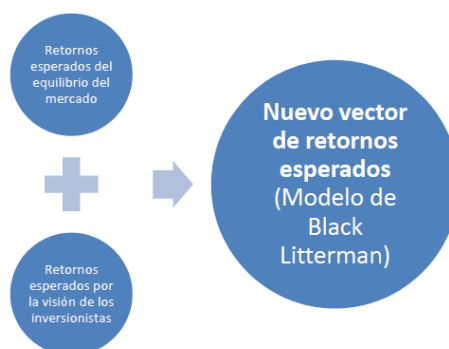 Retornos
esperados del
equilibrio del
mercado
Retornos
esperados por
la visión de los
inversionistas
Nuevo vector
de retornos
esperados
(Modelo de
Black
Litterman)